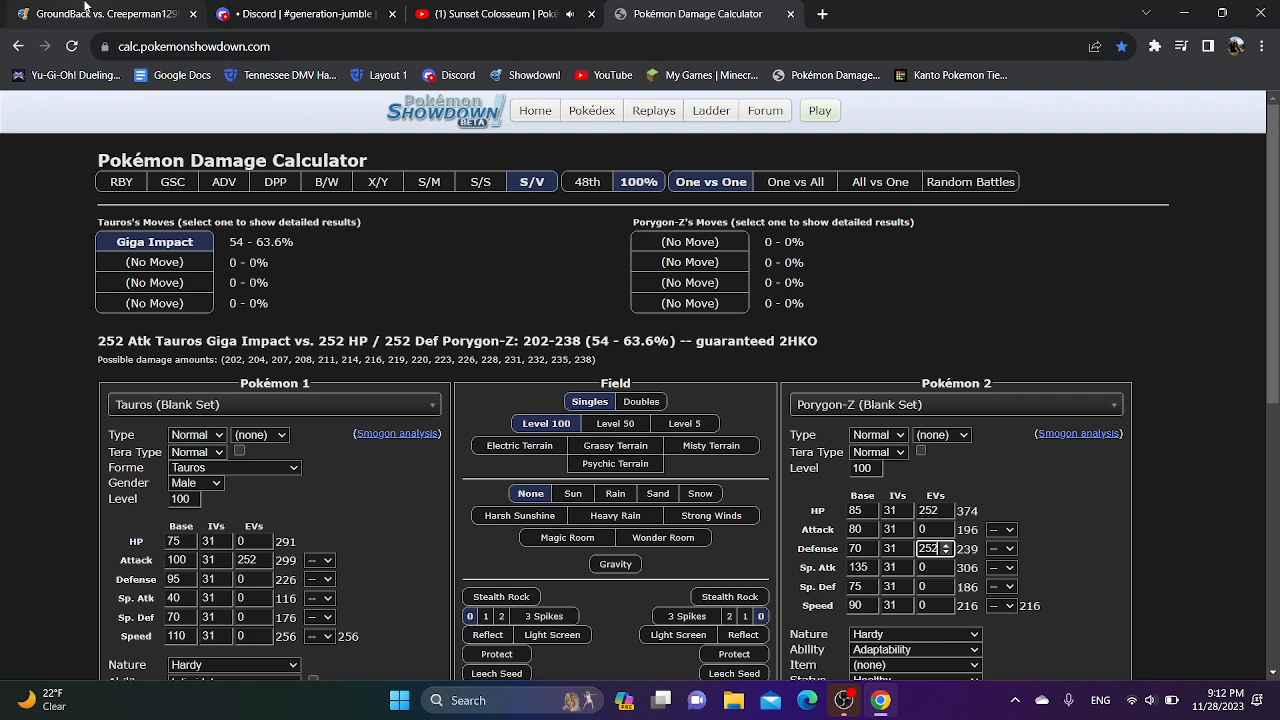 GroundBack vs. Creeperman129
• Discord | #generation-jumble |
(1) Sunset Colosseum | Poké
Pokémon Damage Calculator
calc.pokemonshowdown.com
Yu-Gi-Oh! Dueling...
Google Docs
Tennessee DMV Ha...
Layout 1
Discord
Showdown!
YouTube
My Games | Minecr...
Pokémon Damage...
Kanto Pokemon Tie...
Pokémon SHOWDOWN! BETA
Home
Pokédex
Replays
Ladder
Forum
Play
Pokémon Damage Calculator
RBY GSC ADV DPP B/W X/Y S/M S/S S/V 48th 100% One vs One One vs All All vs One Random Battles
Tauros's Moves (select one to show detailed results)
Giga Impact 54 - 63.6%
(No Move) 0 - 0%
(No Move) 0 - 0%
(No Move) 0 - 0%
Porygon-Z's Moves (select one to show detailed results)
(No Move) 0 - 0%
(No Move) 0 - 0%
(No Move) 0 - 0%
(No Move) 0 - 0%
252 Atk Tauros Giga Impact vs. 252 HP / 252 Def Porygon-Z: 202-238 (54 - 63.6%) -- guaranteed 2HKO
Possible damage amounts: (202, 204, 207, 208, 211, 214, 216, 219, 220, 223, 226, 228, 231, 232, 235, 238)
Pokémon 1
Tauros (Blank Set)
Type Normal (none) (Smogon analysis)
Tera Type Normal
Forme Tauros
Gender Male
Level 100
Base IVs EVs
HP 75 31 0 291
Attack 100 31 252 299 --
Defense 95 31 0 226 --
Sp. Atk 40 31 0 116 --
Sp. Def 70 31 0 176 --
Speed 110 31 0 256 -- 256
Nature Hardy
Field
Singles Doubles
Level 100 Level 50 Level 5
Electric Terrain Grassy Terrain Misty Terrain
Psychic Terrain
None Sun Rain Sand Snow
Harsh Sunshine Heavy Rain Strong Winds
Magic Room Wonder Room
Gravity
Stealth Rock Stealth Rock
0 1 2 3 Spikes 3 Spikes 2 1 0
Reflect Light Screen Light Screen Reflect
Protect Protect
Leech Seed Leech Seed
Pokémon 2
Porygon-Z (Blank Set)
Type Normal (none) (Smogon analysis)
Tera Type Normal
Level 100
Base IVs EVs
HP 85 31 252 374
Attack 80 31 0 196 --
Defense 70 31 252 239 --
Sp. Atk 135 31 0 306 --
Sp. Def 75 31 0 186 --
Speed 90 31 0 216 -- 216
Nature Hardy
Ability Adaptability
Item (none)
Status Healthy
22°F
Clear
Search
ENG
9:12 PM
11/28/2023